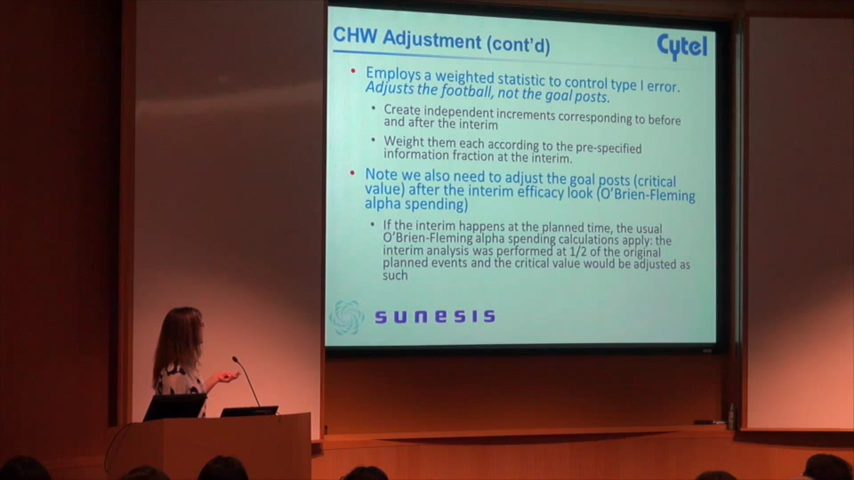 CHW Adjustment (cont'd)
Cytel
• Employs a weighted statistic to control type I error.
Adjusts the football, not the goal posts.
• Create independent increments corresponding to before
and after the interim
• Weight them each according to the pre-specified
information fraction at the interim.
• Note we also need to adjust the goal posts (critical
value) after the interim efficacy look (O'Brien-Fleming
alpha spending)
• If the interim happens at the planned time, the usual
O'Brien-Fleming alpha spending calculations apply: the
interim analysis was performed at 1/2 of the original
planned events and the critical value would be adjusted as
such
sunesis